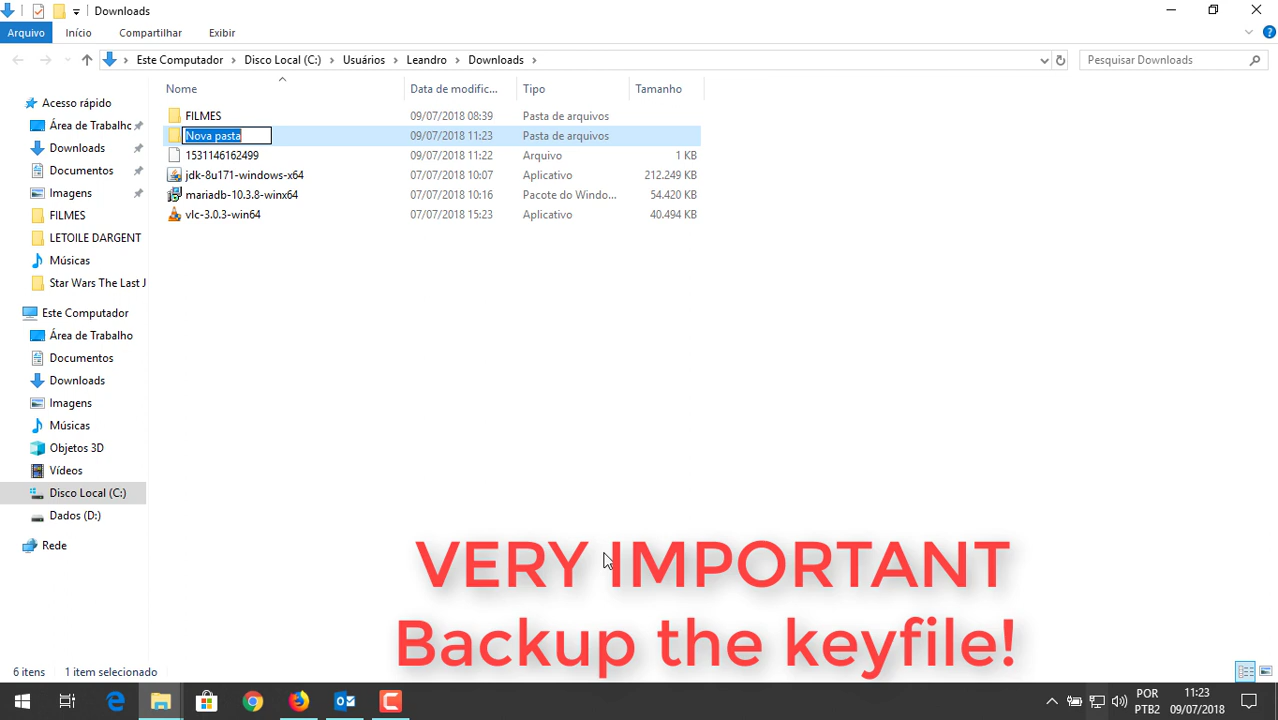 Downloads
Arquivo Início Compartilhar Exibir
Este Computador Disco Local (C:) Usuários Leandro Downloads Pesquisar Downloads
Nome Data de modific... Tipo Tamanho
FILMES 09/07/2018 08:39 Pasta de arquivos
Nova pasta 09/07/2018 11:23 Pasta de arquivos
1531146162499 09/07/2018 11:22 Arquivo 1 KB
jdk-8u171-windows-x64 07/07/2018 10:07 Aplicativo 212.249 KB
mariadb-10.3.8-winx64 07/07/2018 10:16 Pacote do Windo... 54.420 KB
vlc-3.0.3-win64 07/07/2018 15:23 Aplicativo 40.494 KB
Acesso rápido
Área de Trabalhc
Downloads
Documentos
Imagens
FILMES
LETOILE DARGENT
Músicas
Star Wars The Last J
Este Computador
Área de Trabalho
Documentos
Downloads
Imagens
Músicas
Objetos 3D
Vídeos
Disco Local (C:)
Dados (D:)
Rede
VERY IMPORTANT
Backup the keyfile!
6 itens 1 item selecionado
POR 11:23
PTB2 09/07/2018